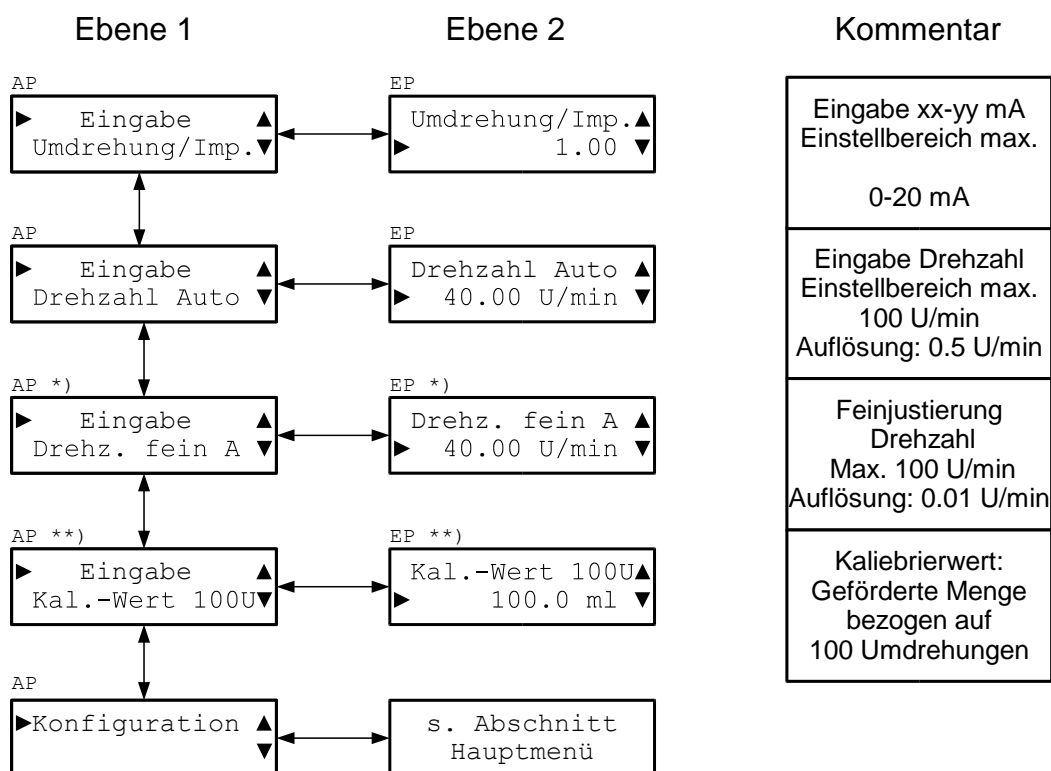 Ebene 1
Ebene 2
Kommentar
AP
► Eingabe ▲
Umdrehung/Imp.▼
EP
Umdrehung/Imp.▲
► 1.00 ▼
Eingabe xx-yy mA
Einstellbereich max.
0-20 mA
AP
► Eingabe ▲
Drehzahl Auto ▼
EP
Drehzahl Auto ▲
► 40.00 U/min ▼
Eingabe Drehzahl
Einstellbereich max.
100 U/min
Auflösung: 0.5 U/min
AP *)
► Eingabe ▲
Drehz. fein A ▼
EP *)
Drehz. fein A ▲
► 40.00 U/min ▼
Feinjustierung
Drehzahl
Max. 100 U/min
Auflösung: 0.01 U/min
AP **)
► Eingabe ▲
Kal.-Wert 100U▼
EP **)
Kal.-Wert 100U▲
► 100.0 ml ▼
Kaliebrierwert:
Geförderte Menge
bezogen auf
100 Umdrehungen
AP
►Konfiguration ▲
▼
s. Abschnitt
Hauptmenü